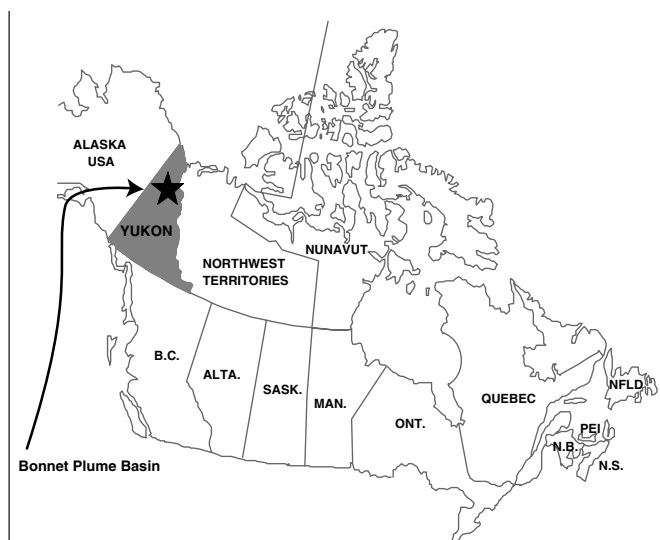 ALASKA
USA
YUKON
NUNAVUT
NORTHWEST
TERRITORIES
B.C.
ALTA.
SASK.
MAN.
ONT.
QUEBEC
NFLD.
PEI
N.B.
N.S.
Bonnet Plume Basin